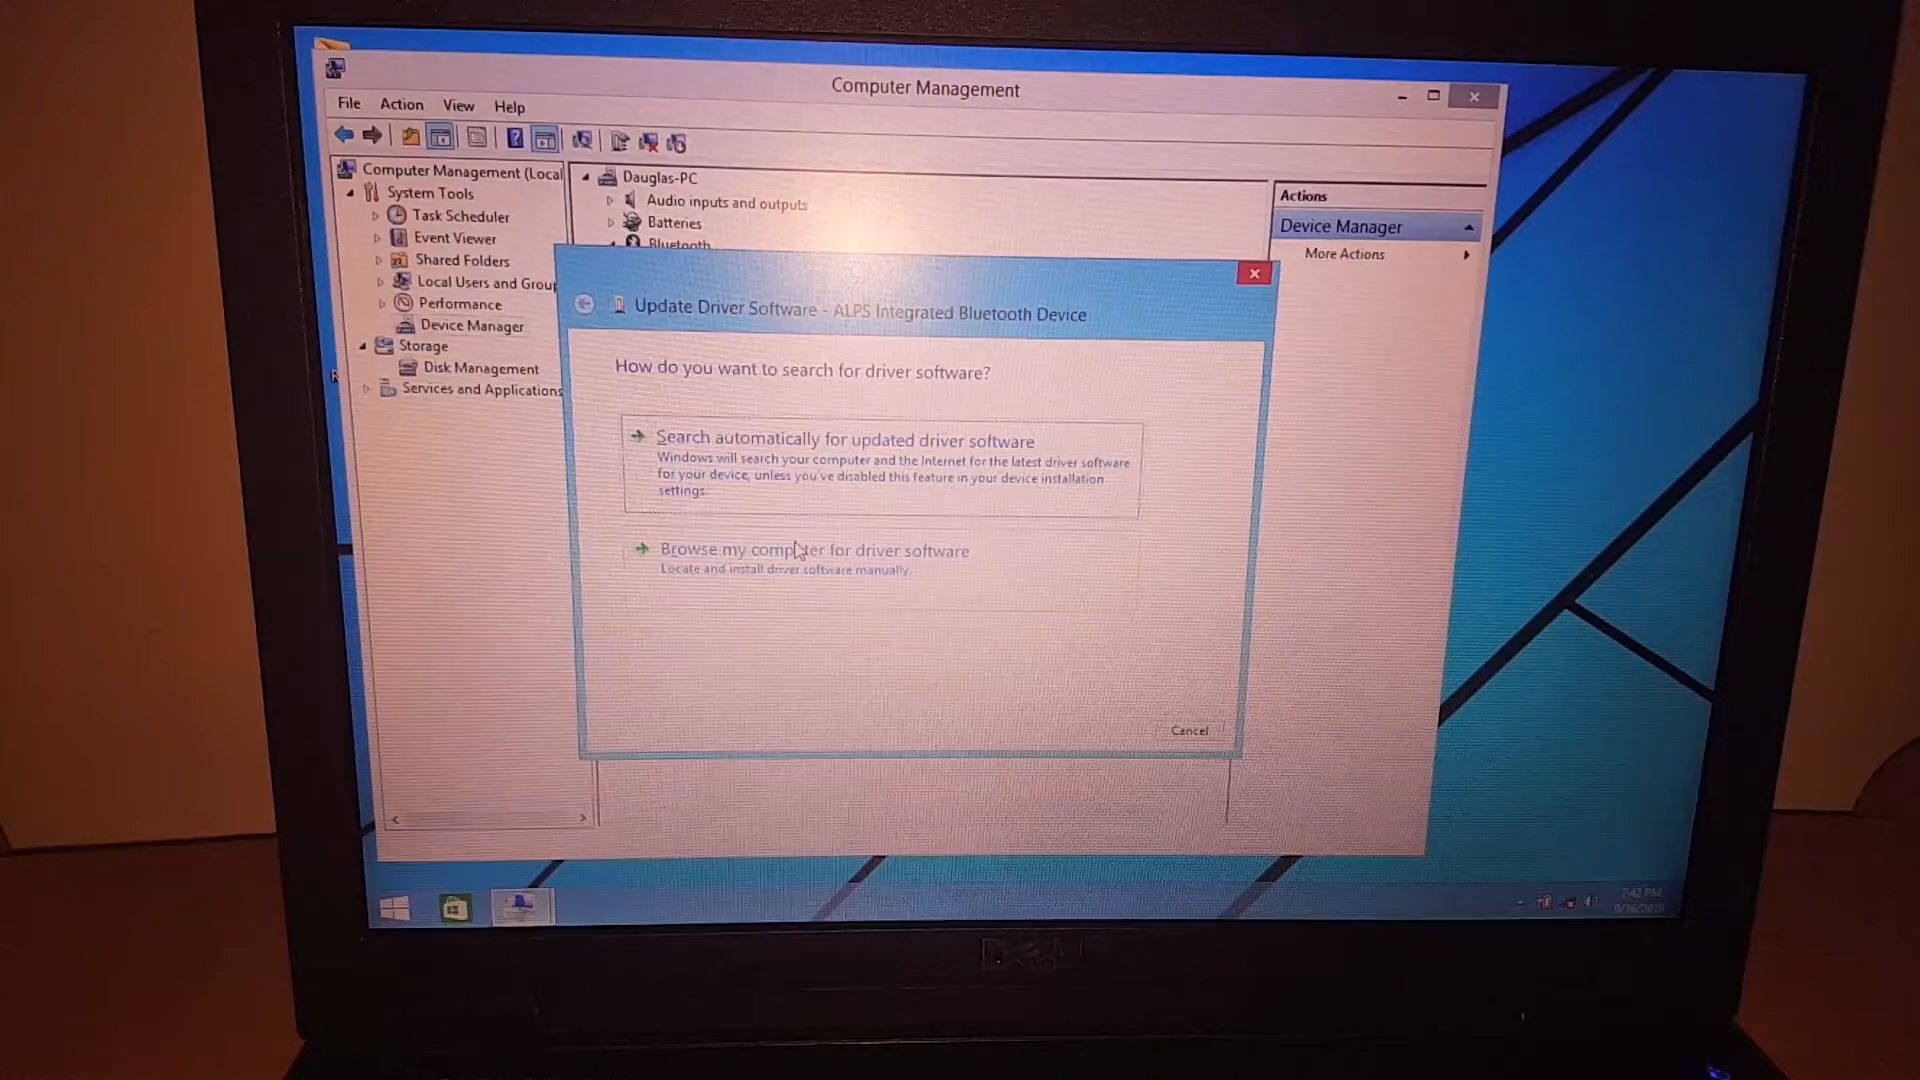 Computer Management
File Action View Help
Computer Management (Local
System Tools
Task Scheduler
Event Viewer
Shared Folders
Local Users and Group
Performance
Device Manager
Storage
Disk Management
Services and Applications
Dauglas-PC
Audio inputs and outputs
Batteries
Bluetooth
Actions
Device Manager
More Actions
Update Driver Software - ALPS Integrated Bluetooth Device
How do you want to search for driver software?
Search automatically for updated driver software
Windows will search your computer and the Internet for the latest driver software
for your device, unless you've disabled this feature in your device installation
settings.
Browse my computer for driver software
Locate and install driver software manually.
Cancel
7:42 PM
DELL